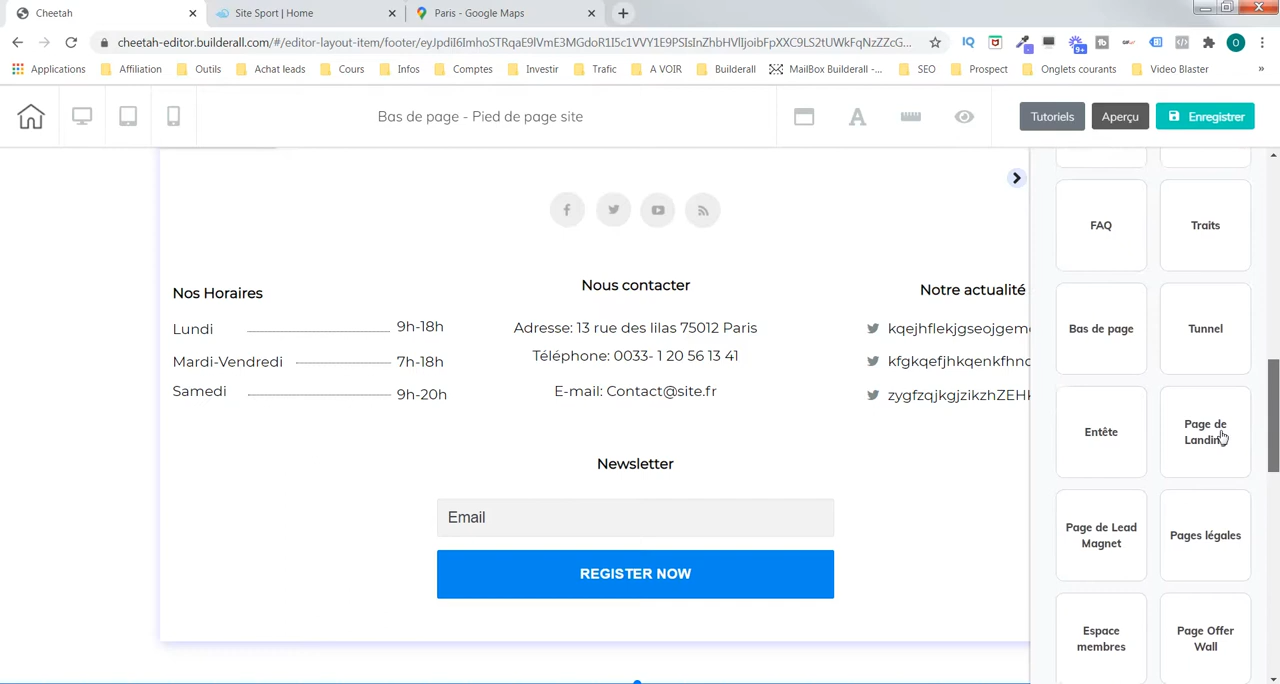 Cheetah
Site Sport | Home
Paris - Google Maps
cheetah-editor.builderall.com/#/editor-layout-item/footer/
IQ
9+
O
Applications
Affiliation
Outils
Achat leads
Cours
Infos
Comptes
Investir
Trafic
A VOIR
Builderall
MailBox Builderall -...
SEO
Prospect
Onglets courants
Video Blaster
»
Bas de page - Pied de page site
A
Tutoriels
Aperçu
Enregistrer
FAQ
Traits
Nos Horaires
Nous contacter
Notre actualité
Lundi
9h-18h
Adresse: 13 rue des lilas 75012 Paris
Bas de page
Tunnel
Mardi-Vendredi
7h-18h
Téléphone: 0033- 1 20 56 13 41
Samedi
9h-20h
E-mail: Contact@site.fr
Entête
Page de
Landing
Newsletter
Email
REGISTER NOW
Page de Lead
Magnet
Pages légales
Espace
membres
Page Offer
Wall